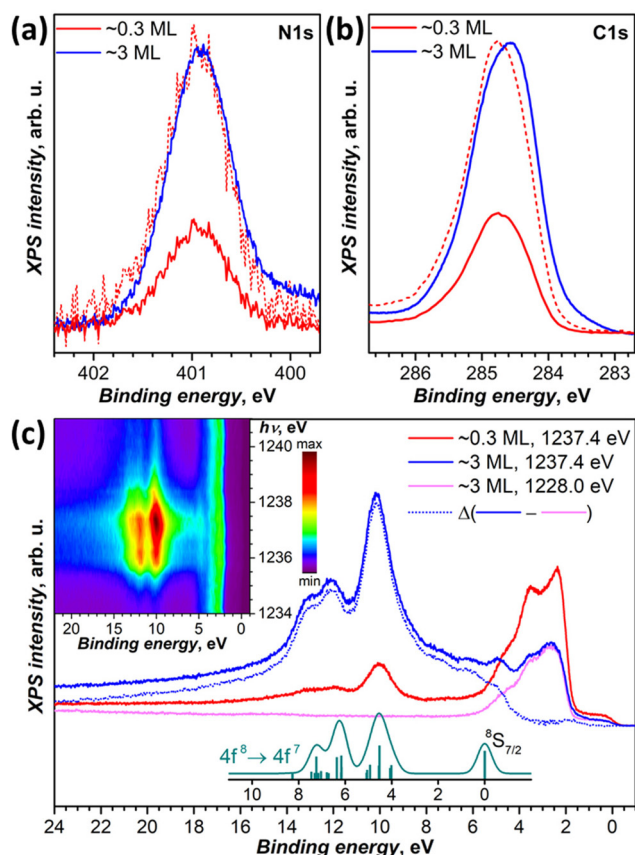 (a) N1s
~0.3 ML
~3 ML
XPS intensity, arb. u.
402 401 400
Binding energy, eV
(b) C1s
~0.3 ML
~3 ML
XPS intensity, arb. u.
286 285 284 283
Binding energy, eV
(c)
hν, eV
1240
1238
1236
1234
max
min
20 15 10 5 0
Binding energy, eV
~0.3 ML, 1237.4 eV
~3 ML, 1237.4 eV
~3 ML, 1228.0 eV
Δ( – )
XPS intensity, arb. u.
4f⁸→4f⁷
⁸S₇/₂
10 8 6 4 2 0
24 22 20 18 16 14 12 10 8 6 4 2 0
Binding energy, eV